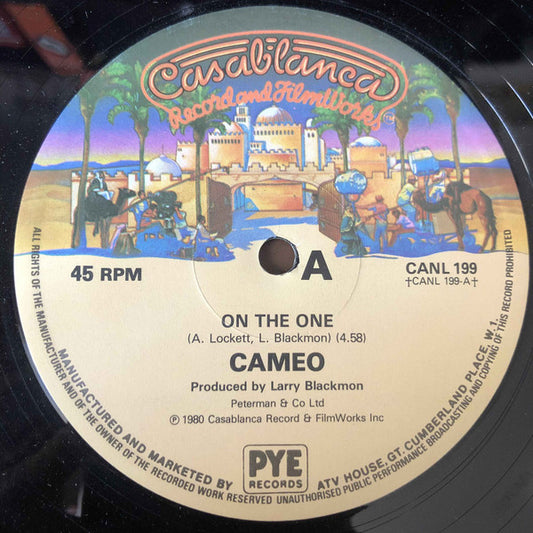 Casablanca
Record and FilmWorks™
45 RPM
A
CANL 199
†CANL 199-A†
ON THE ONE
(A. Lockett, L. Blackmon) (4.58)
CAMEO
Produced by Larry Blackmon
Peterman & Co Ltd
℗ 1980 Casablanca Record & FilmWorks Inc
MANUFACTURED AND MARKETED BY PYE RECORDS ATV HOUSE, GT. CUMBERLAND PLACE, W.1.
ALL RIGHTS OF THE MANUFACTURER AND OF THE OWNER OF THE RECORDED WORK RESERVED UNAUTHORISED PUBLIC PERFORMANCE BROADCASTING AND COPYING OF THIS RECORD PROHIBITED